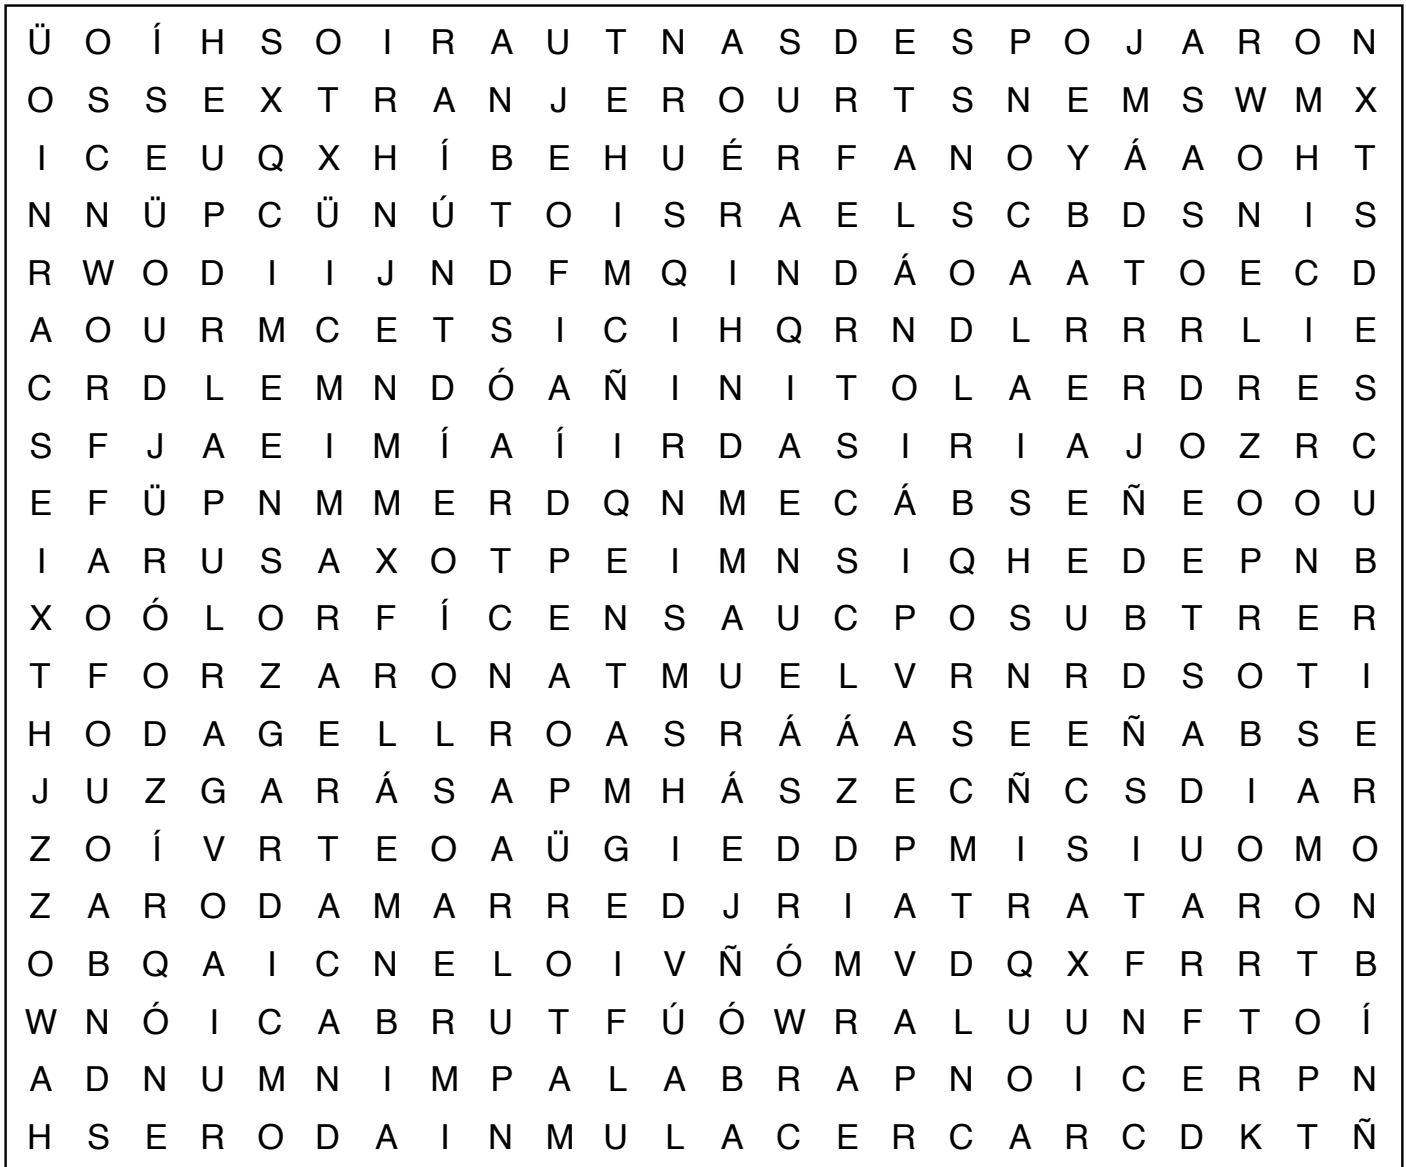 Ü O Í H S O I R A U T N A S D E S P O J A R O N
O S S E X T R A N J E R O U R T S N E M S W M X
I C E U Q X H Í B E H U É R F A N O Y Á A O H T
N N Ü P C Ü N Ú T O I S R A E L S C B D S N I S
R W O D I I J N D F M Q I N D Á O A A T O E C D
A O U R M C E T S I C I H Q R N D L R R R L I E
C R D L E M N D Ó A Ñ I N I T O L A E R D R E S
S F J A E I M Í A Í I R D A S I R I A J O Z R C
E F Ü P N M M E R D Q N M E C Á B S E Ñ E O O U
I A R U S A X O T P E I M N S I Q H E D E P N B
X O Ó L O R F Í C E N S A U C P O S U B T R E R
T F O R Z A R O N A T M U E L V R N R D S O T I
H O D A G E L L R O A S R Á Á A S E E Ñ A B S E
J U Z G A R Á S A P M H Á S Z E C Ñ C S D I A R
Z O Í V R T E O A Ü G I E D D P M I S I U O M O
Z A R O D A M A R R E D J R I A T R A T A R O N
O B Q A I C N E L O I V Ñ Ó M V D Q X F R R T B
W N Ó I C A B R U T F Ú Ó W R A L U U N F T O Í
A D N U M N I M P A L A B R A P N O I C E R P N
H S E R O D A I N M U L A C E R C A R C D K T Ñ